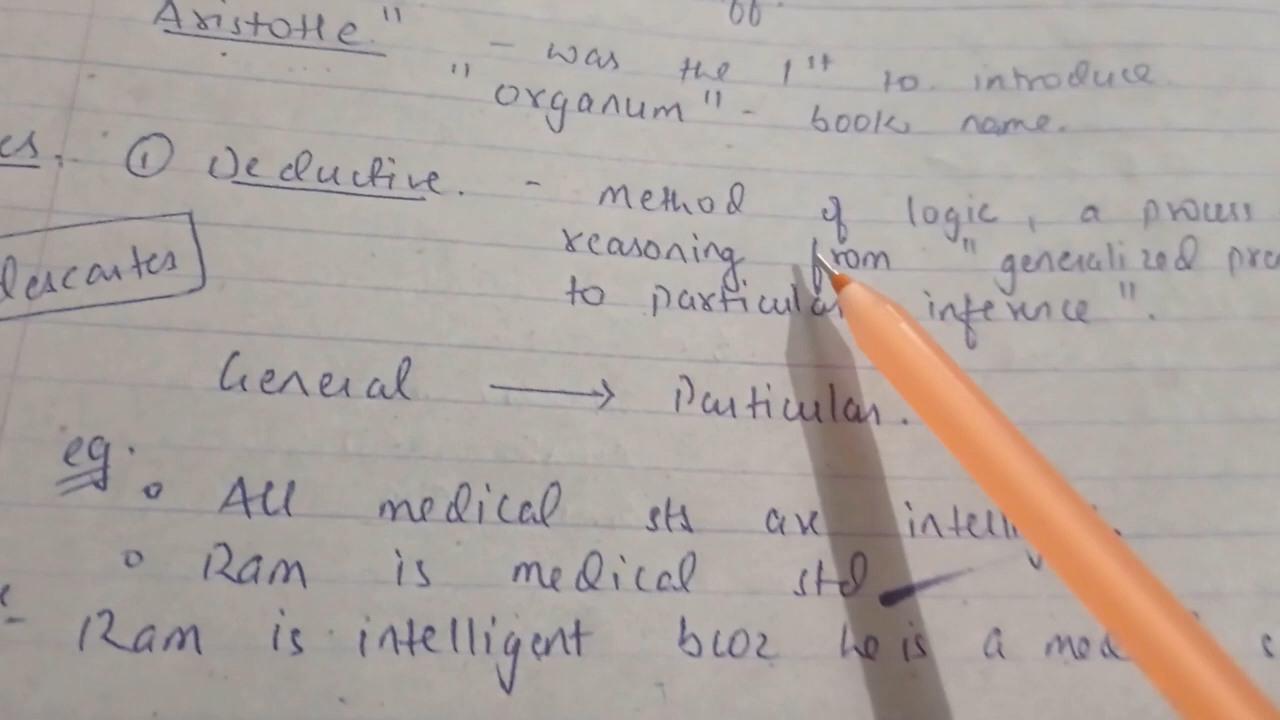 Aristotle" - was the 1st to introduce
"organum" - book name.
① Deductive. - method of logic, a process
reasoning from "generalized
Descartes to particular inference".
General → Particular.
eg. o All medical sts are
o Ram is medical std
Ram is intelligent bcoz he is a